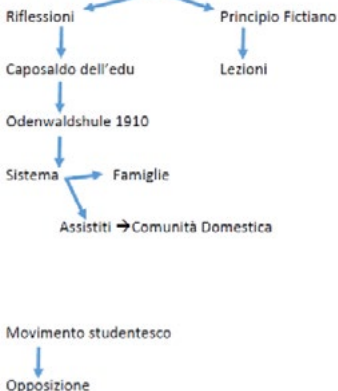 Riflessioni
Principio Fictiano
Caposaldo dell'edu
Lezioni
Odenwaldshule 1910
Sistema
Famiglie
Assistiti → Comunità Domestica
Movimento studentesco
Opposizione